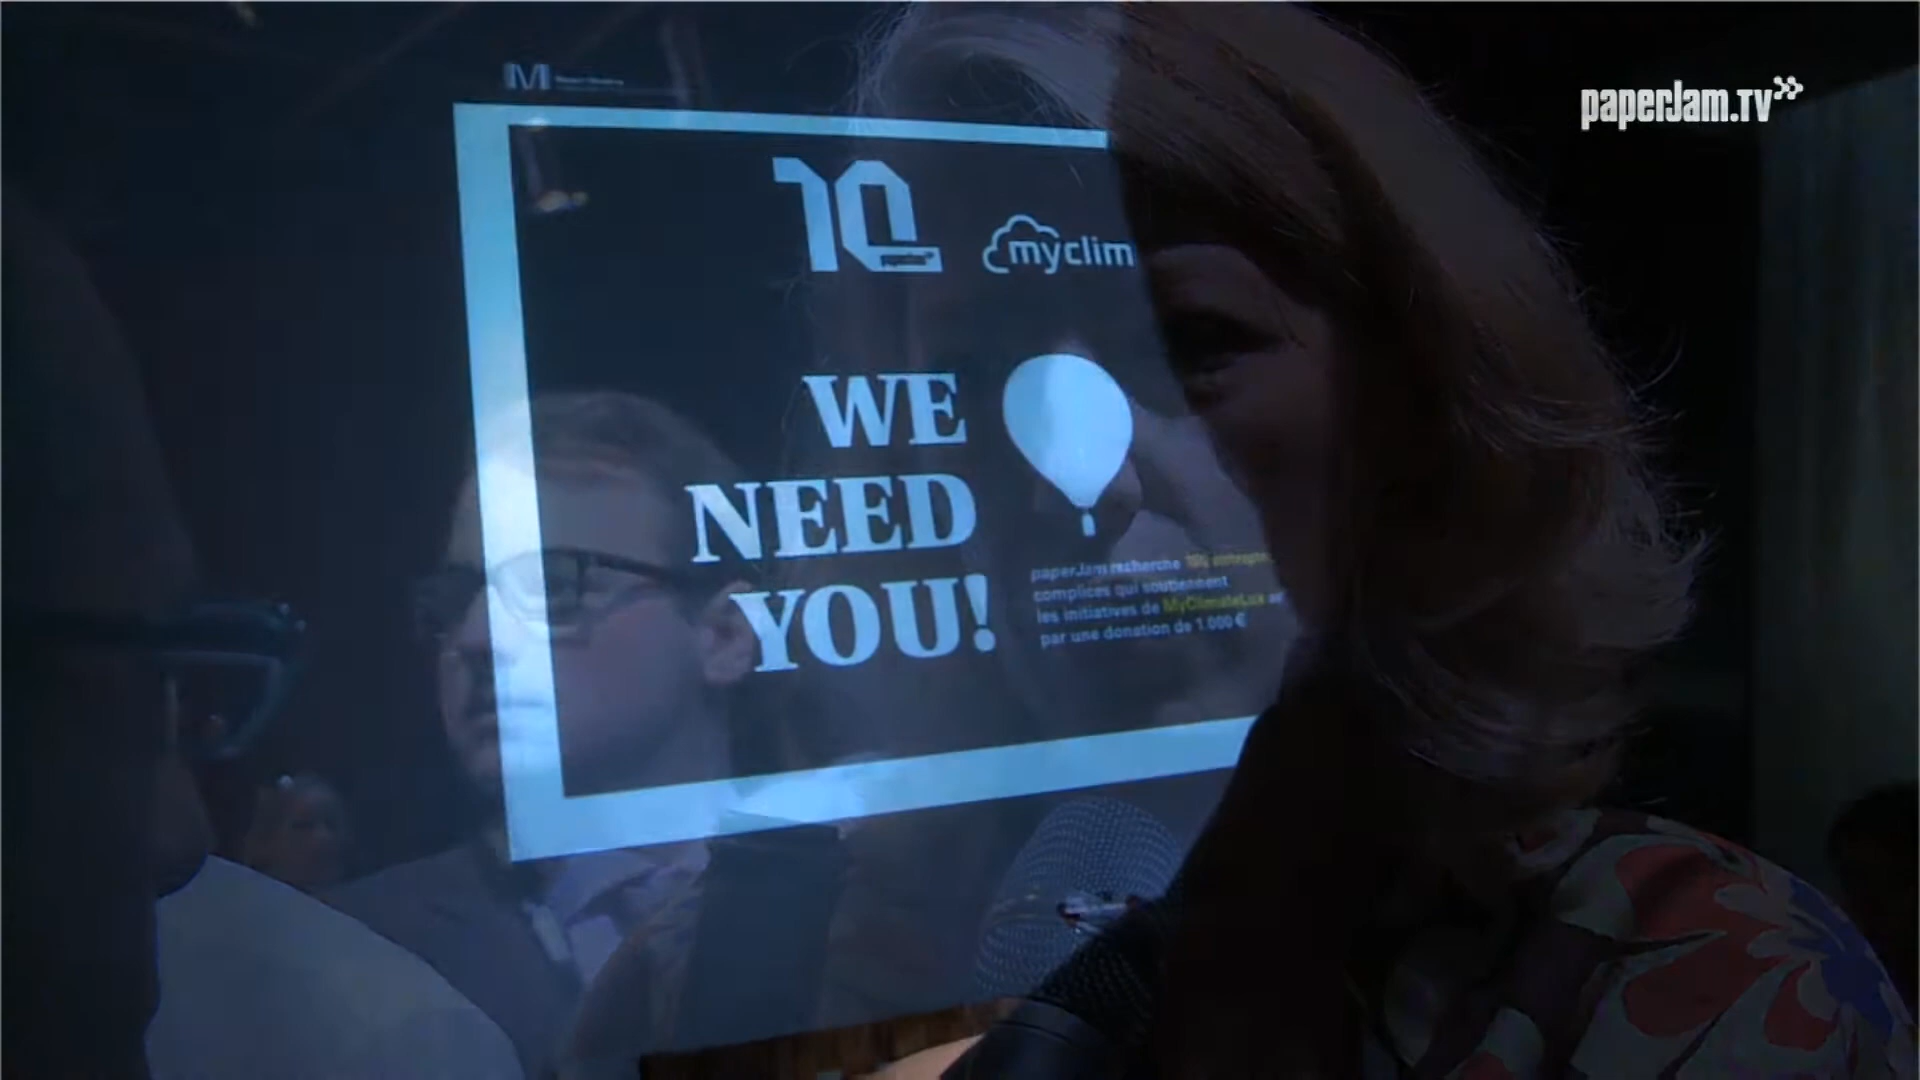 paperJam.TV
10
myclim
WE
NEED
YOU!
paperJam recherche
complices qui soutiennent
les initiatives de MyClimateLux
par une donation de 1.000 €